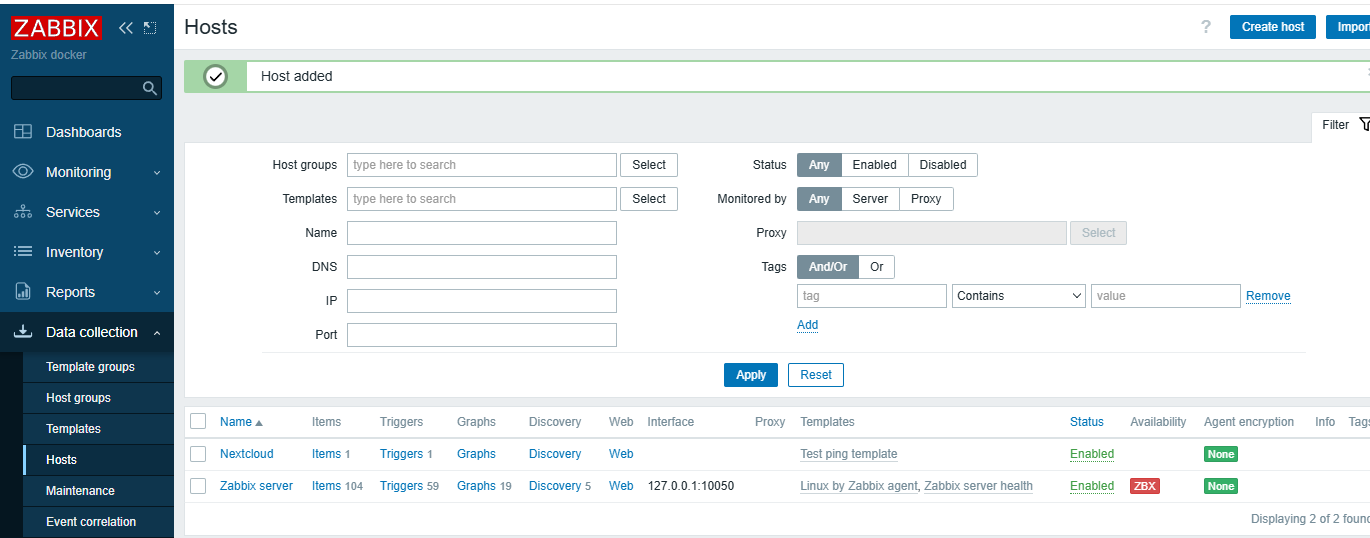 ZABBIX
Zabbix docker
Dashboards
Monitoring
Services
Inventory
Reports
Data collection
Template groups
Host groups
Templates
Hosts
Maintenance
Event correlation
Hosts
? Create host Import
Host added
Filter
Host groups type here to search Select
Templates type here to search Select
Name
DNS
IP
Port
Status Any Enabled Disabled
Monitored by Any Server Proxy
Proxy Select
Tags And/Or Or
tag Contains value Remove
Add
Apply Reset
Name Items Triggers Graphs Discovery Web Interface Proxy Templates Status Availability Agent encryption Info Tags
Nextcloud Items 1 Triggers 1 Graphs Discovery Web Test ping template Enabled None
Zabbix server Items 104 Triggers 59 Graphs 19 Discovery 5 Web 127.0.0.1:10050 Linux by Zabbix agent, Zabbix server health Enabled ZBX None
Displaying 2 of 2 found